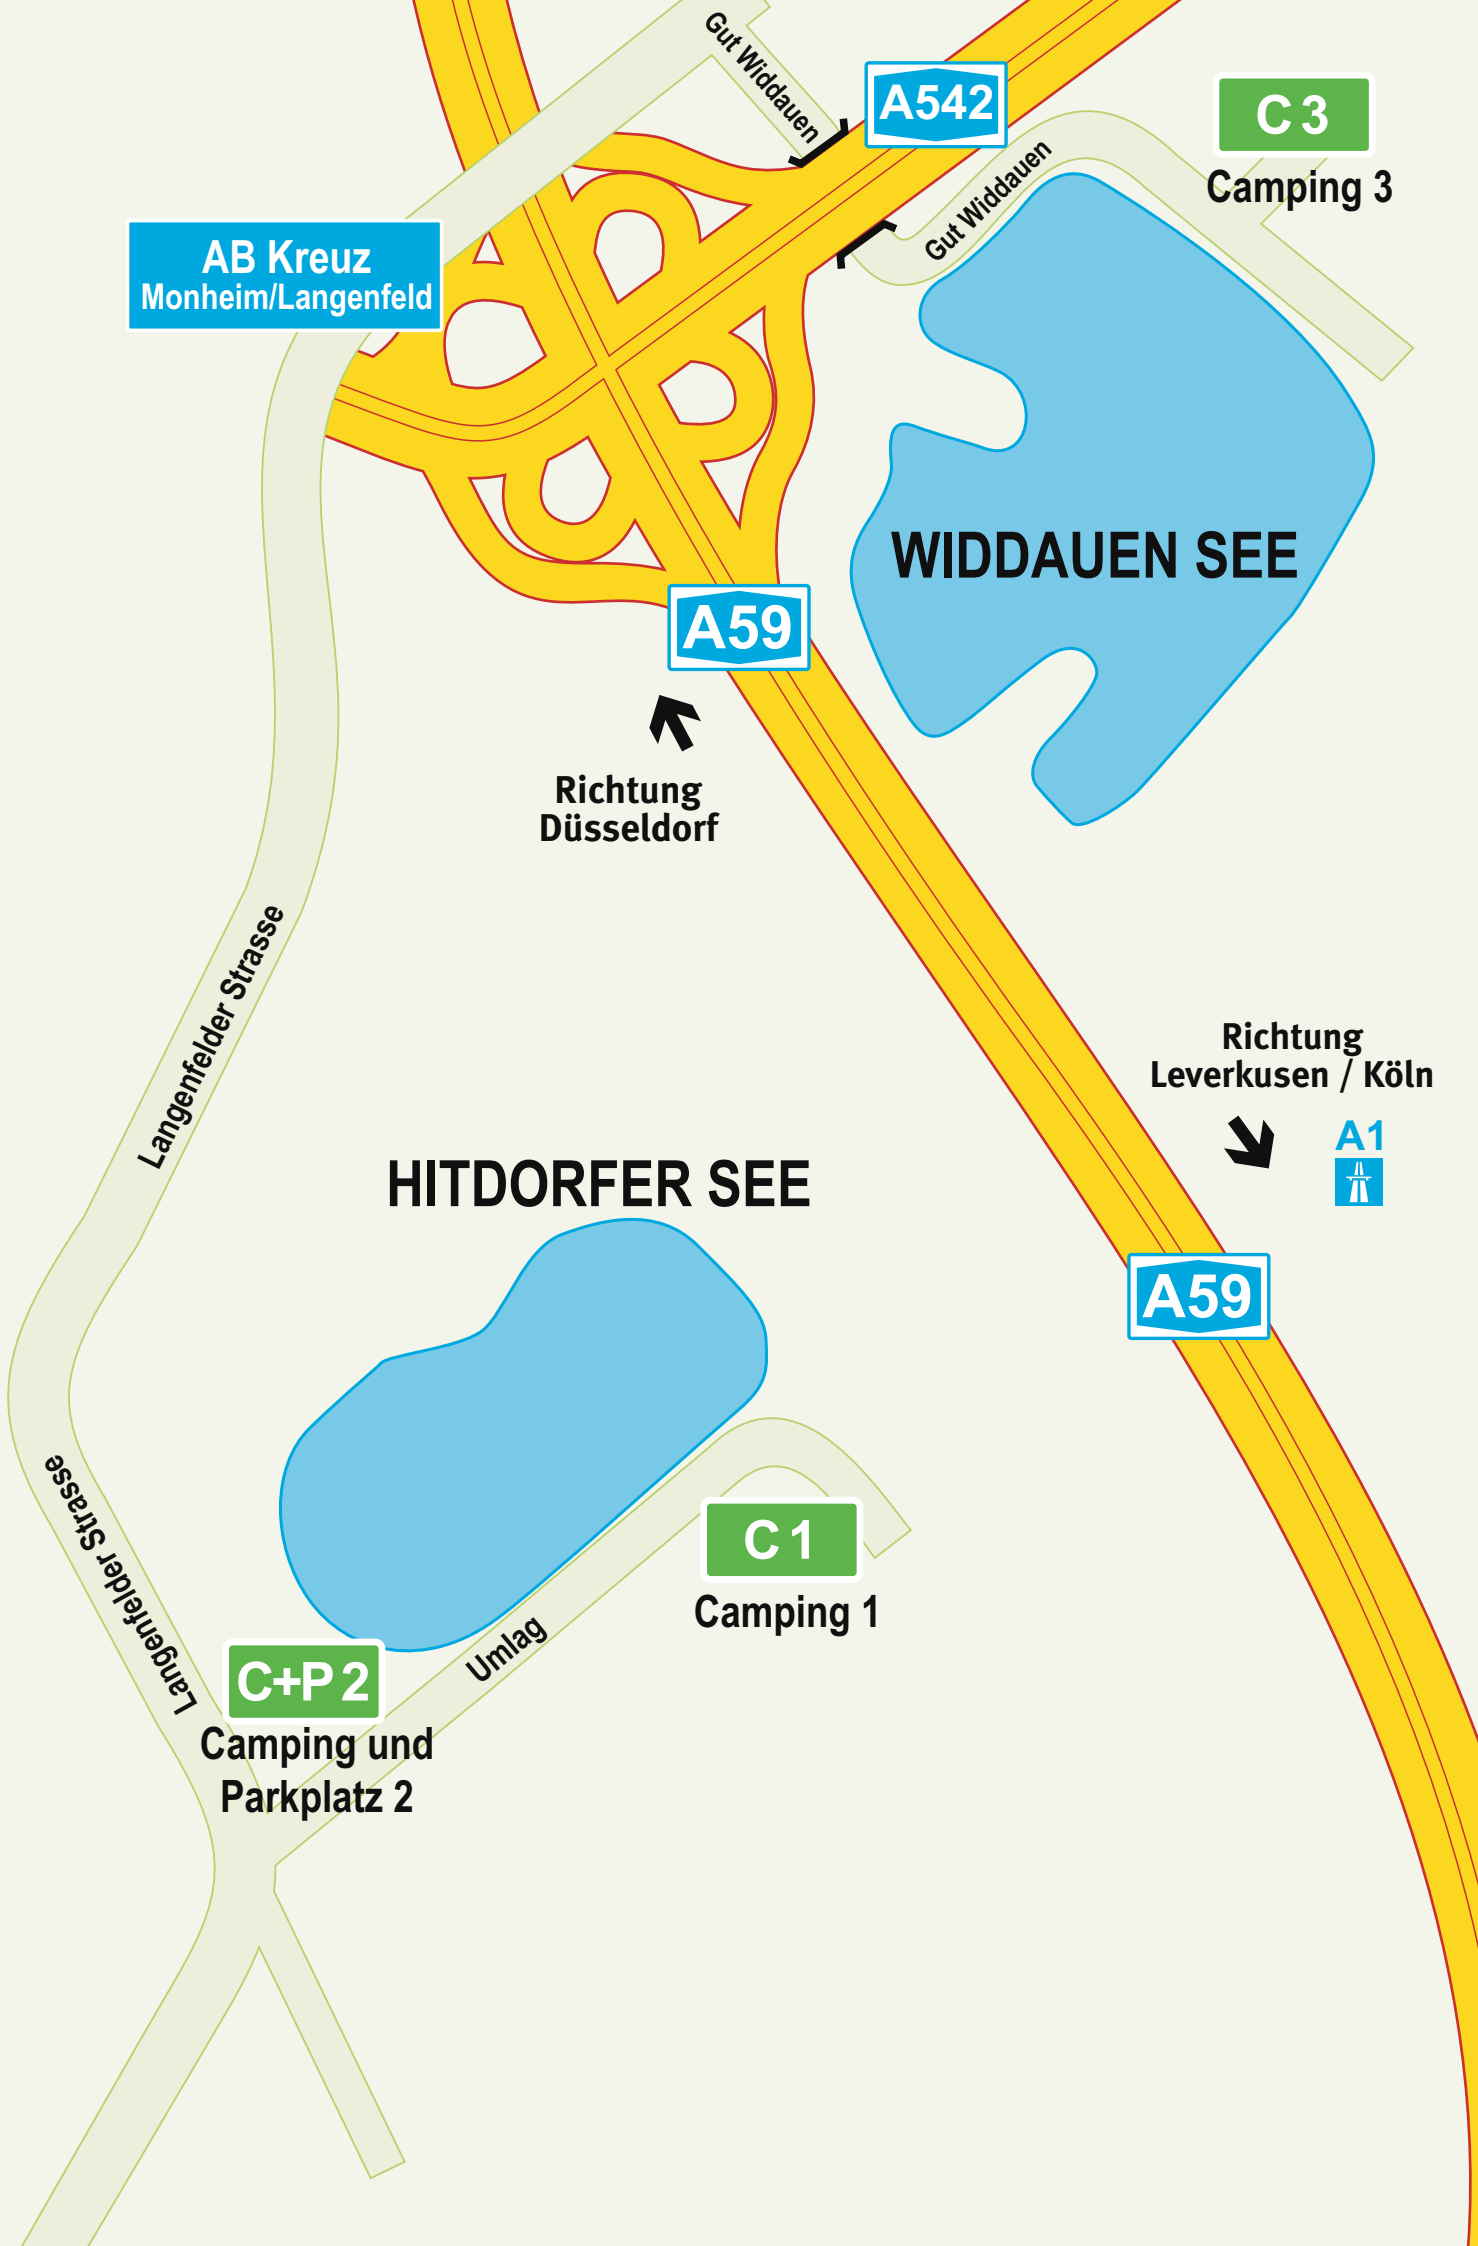 Gut Widdauen
A542
C 3
Camping 3
Gut Widdauen
AB Kreuz
Monheim/Langenfeld
WIDDAUEN SEE
A59
Richtung
Düsseldorf
Langenfelder Strasse
Richtung
Leverkusen / Köln
A1
HITDORFER SEE
A59
Langenfelder Strasse
C 1
Camping 1
Umlag
C+P 2
Camping und
Parkplatz 2